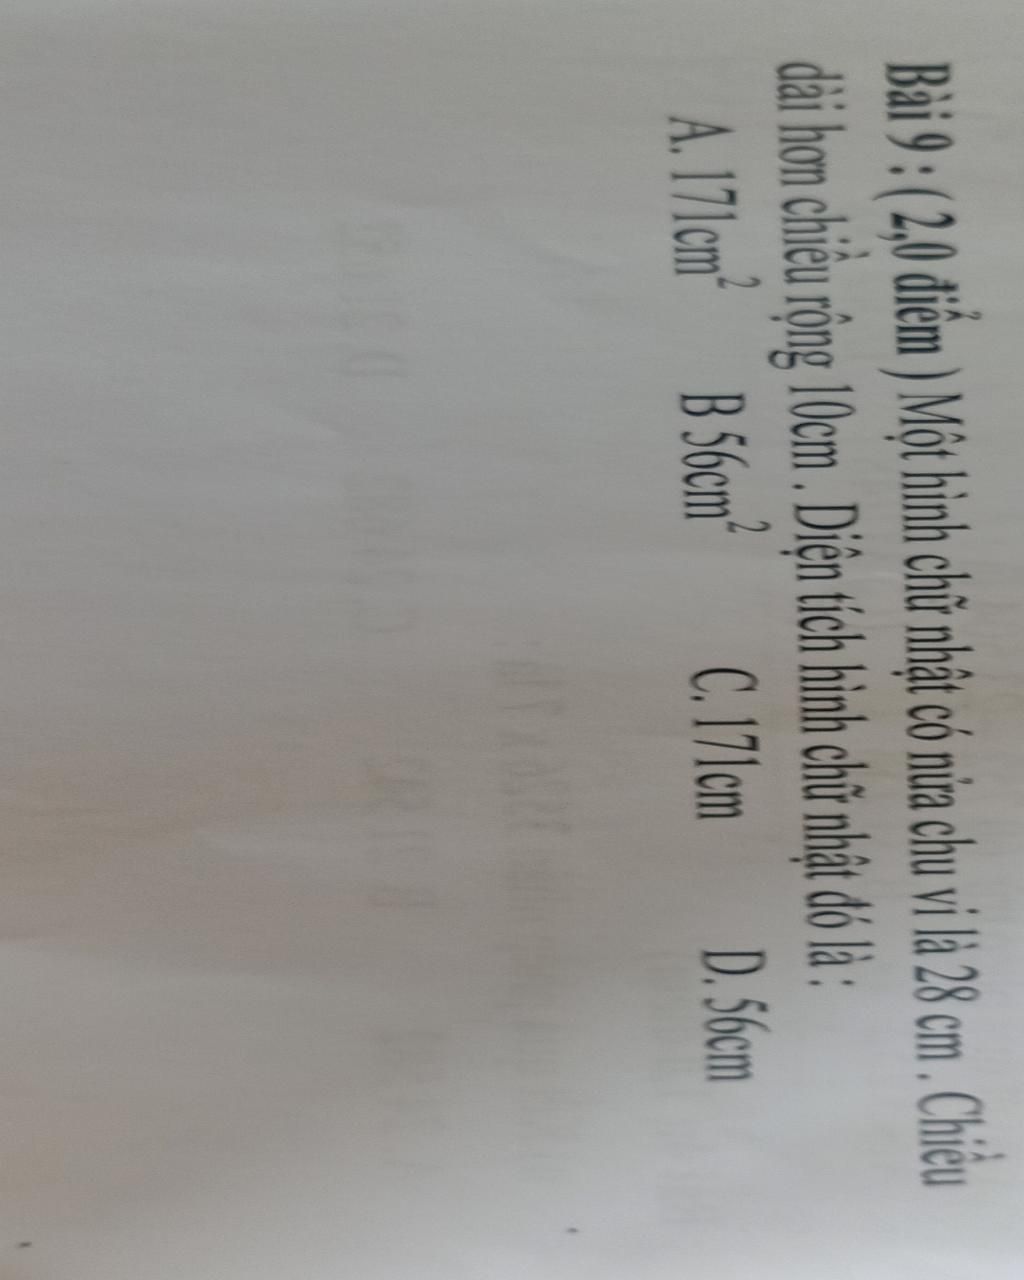 Bài 9 : ( 2,0 điểm ) Một hình chữ nhật có nửa chu vi là 28 cm . Chiều
dài hơn chiều rộng 10cm . Diện tích hình chữ nhật đó là :
A. 171cm² B 56cm² C. 171cm D. 56cm